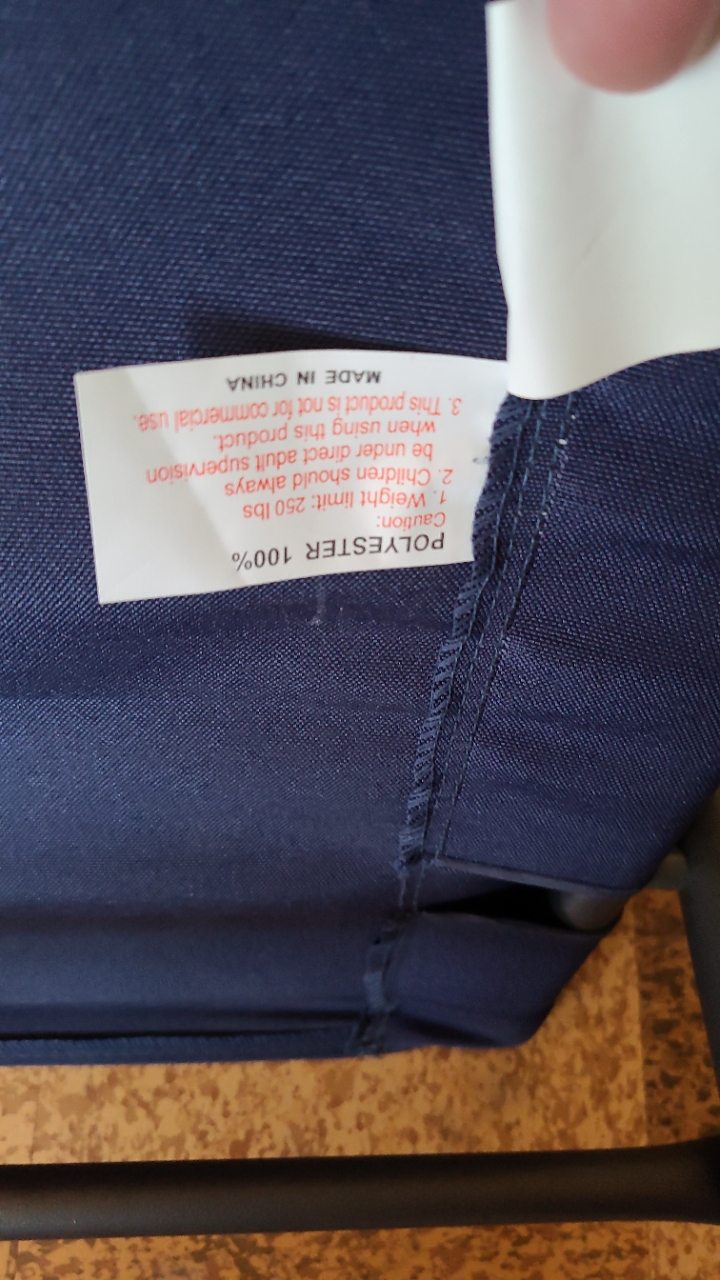 POLYESTER 100%
Caution:
1. Weight limit: 250 lbs
2. Children should always
be under direct adult supervision
when using this product.
3. This product is not for commercial use.
MADE IN CHINA